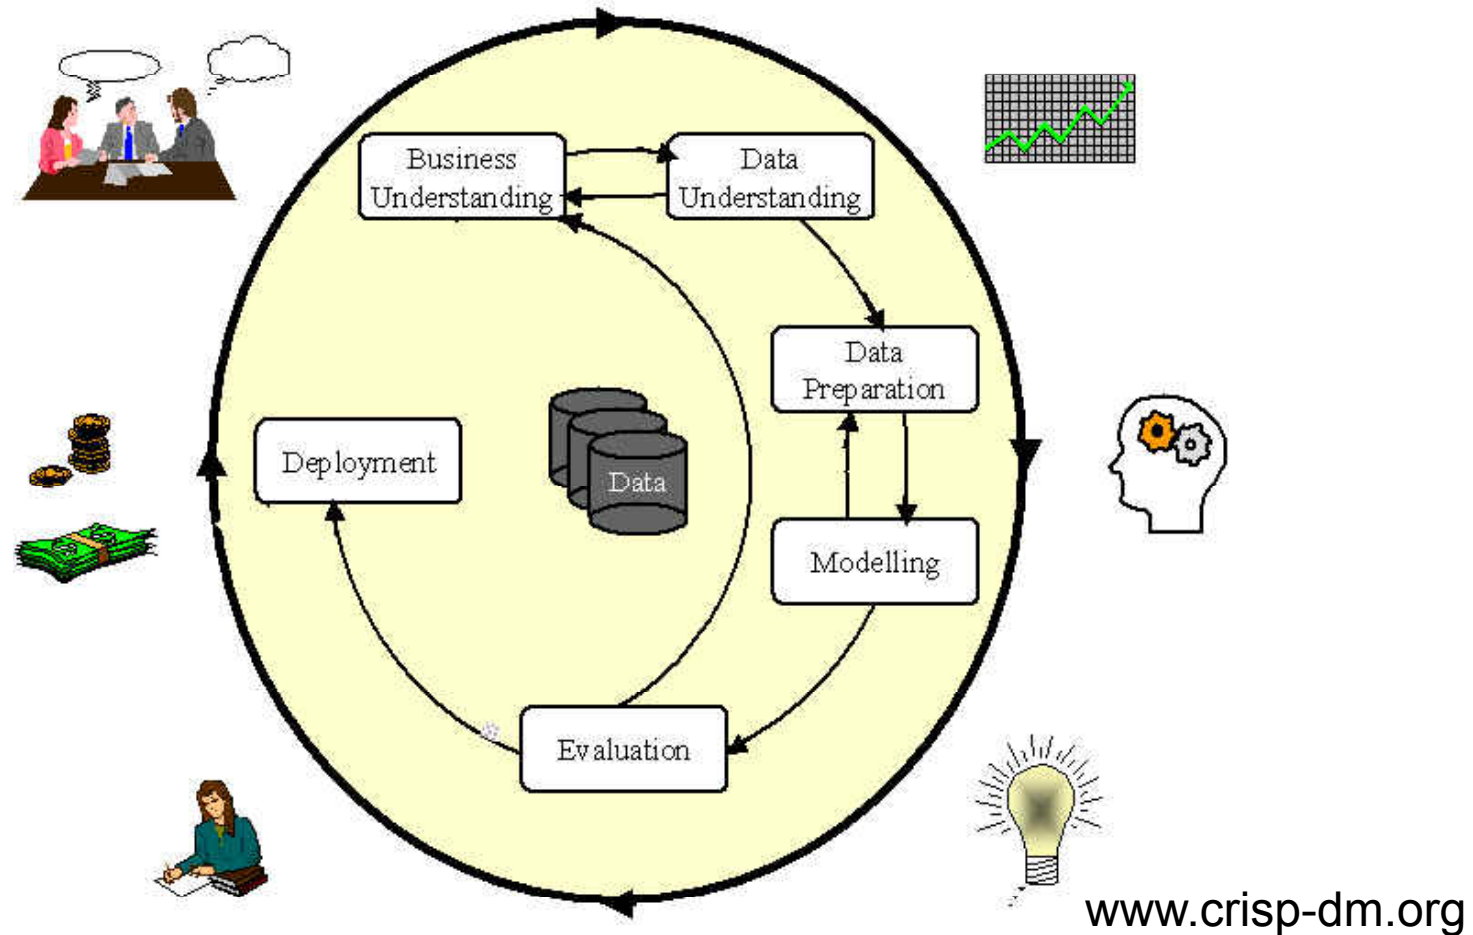 Business
Understanding
Data
Understanding
Data
Preparation
Deployment
Data
Modelling
Evaluation
www.crisp-dm.org